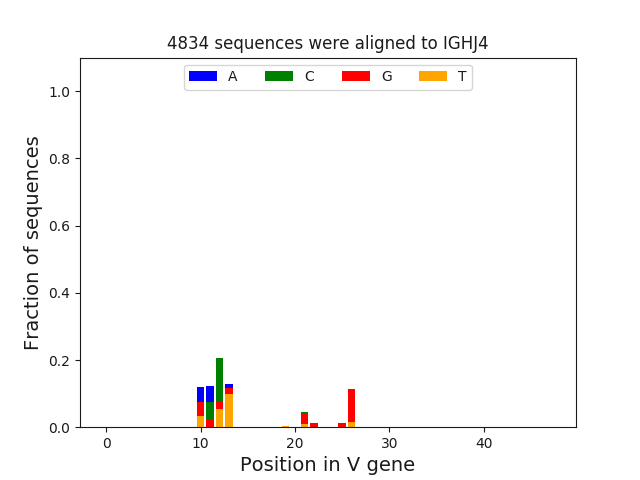 4834 sequences were aligned to IGHJ4
A C G T
1.0
0.8
0.6
0.4
0.2
0.0
Fraction of sequences
0 10 20 30 40
Position in V gene